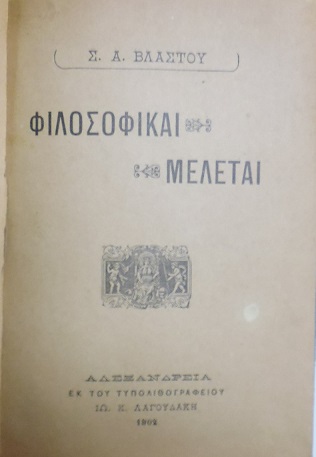 Σ. Α. ΒΛΑΣΤΟΥ
ΦΙΛΟΣΟΦΙΚΑΙ
ΜΕΛΕΤΑΙ
ΑΛΕΞΑΝΔΡΕΙΑ
ΕΚ ΤΟΥ ΤΥΠΟΛΙΘΟΓΡΑΦΕΙΟΥ
ΙΩ. Κ. ΛΑΓΟΥΔΑΚΗ
1902